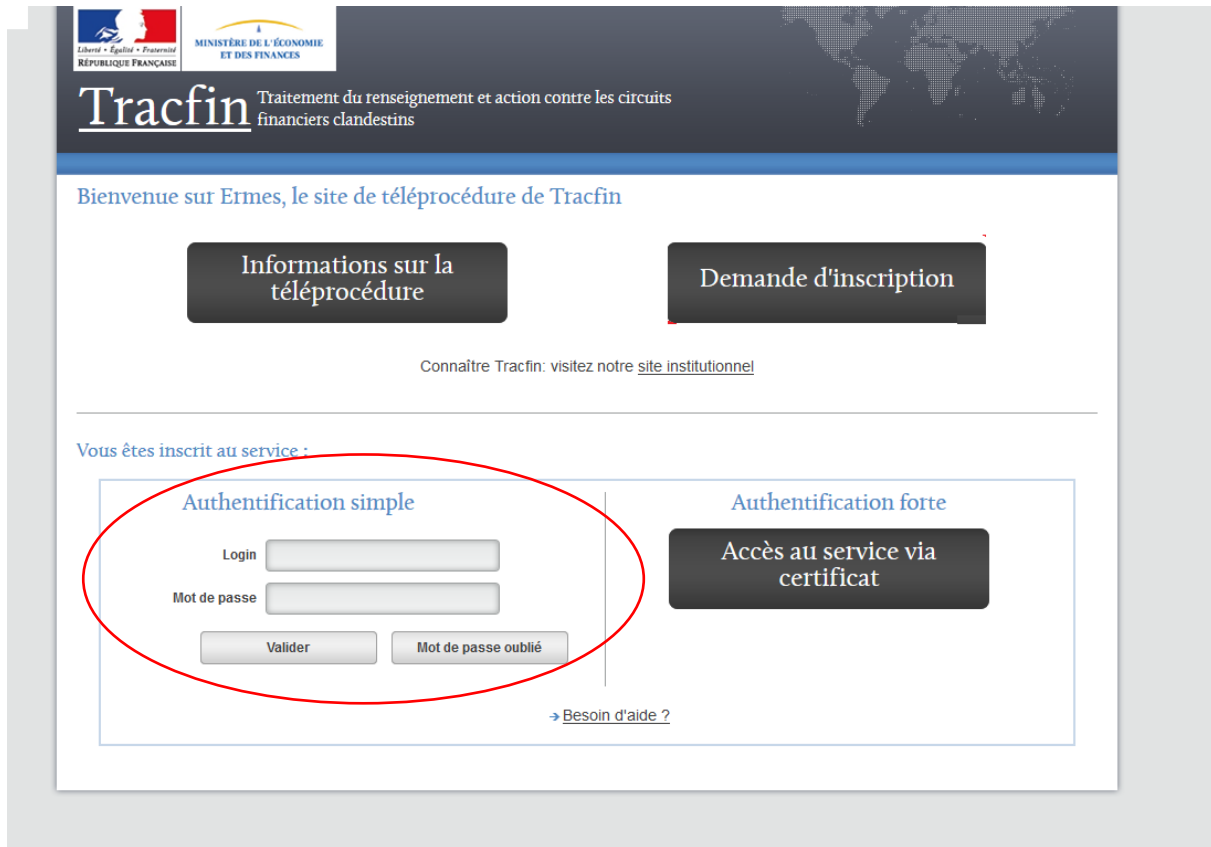 Liberté • Égalité • Fraternité
RÉPUBLIQUE FRANÇAISE
MINISTÈRE DE L'ÉCONOMIE
ET DES FINANCES
Tracfin
Traitement du renseignement et action contre les circuits
financiers clandestins
Bienvenue sur Ermes, le site de téléprocédure de Tracfin
Informations sur la
téléprocédure
Demande d'inscription
Connaître Tracfin: visitez notre site institutionnel
Vous êtes inscrit au service :
Authentification simple
Login
Mot de passe
Valider
Mot de passe oublié
Authentification forte
Accès au service via
certificat
Besoin d'aide ?